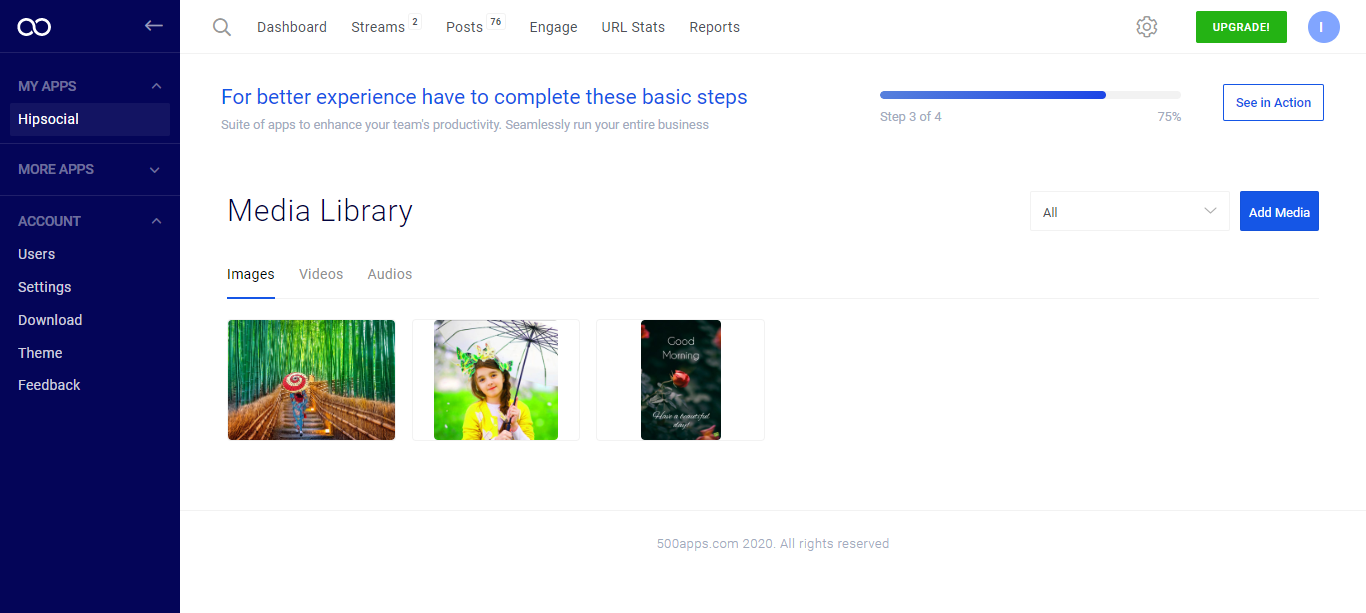 Dashboard
Streams 2
Posts 76
Engage
URL Stats
Reports
UPGRADE!
I
MY APPS
Hipsocial
MORE APPS
ACCOUNT
Users
Settings
Download
Theme
Feedback
For better experience have to complete these basic steps
Suite of apps to enhance your team's productivity. Seamlessly run your entire business
Step 3 of 4
75%
See in Action
Media Library
All
Add Media
Images
Videos
Audios
Good
Morning
Have a beautiful
day!
500apps.com 2020. All rights reserved